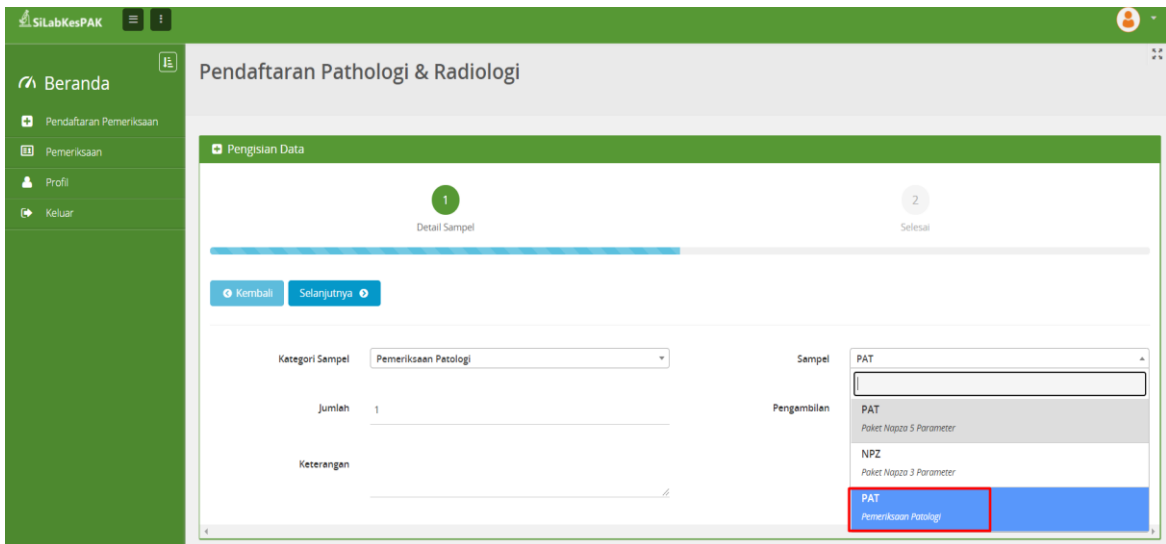 SiLabKesPAK
Beranda
Pendaftaran Pathologi & Radiologi
Pendaftaran Pemeriksaan
Pemeriksaan
Profil
Keluar
Pengisian Data
1
Detail Sampel
2
Selesai
Kembali
Selanjutnya
Kategori Sampel
Pemeriksaan Patologi
Sampel
PAT
Jumlah
1
Pengambilan
PAT
Paket Napza 5 Parameter
NPZ
Paket Napza 3 Parameter
Keterangan
PAT
Pemeriksaan Patologi